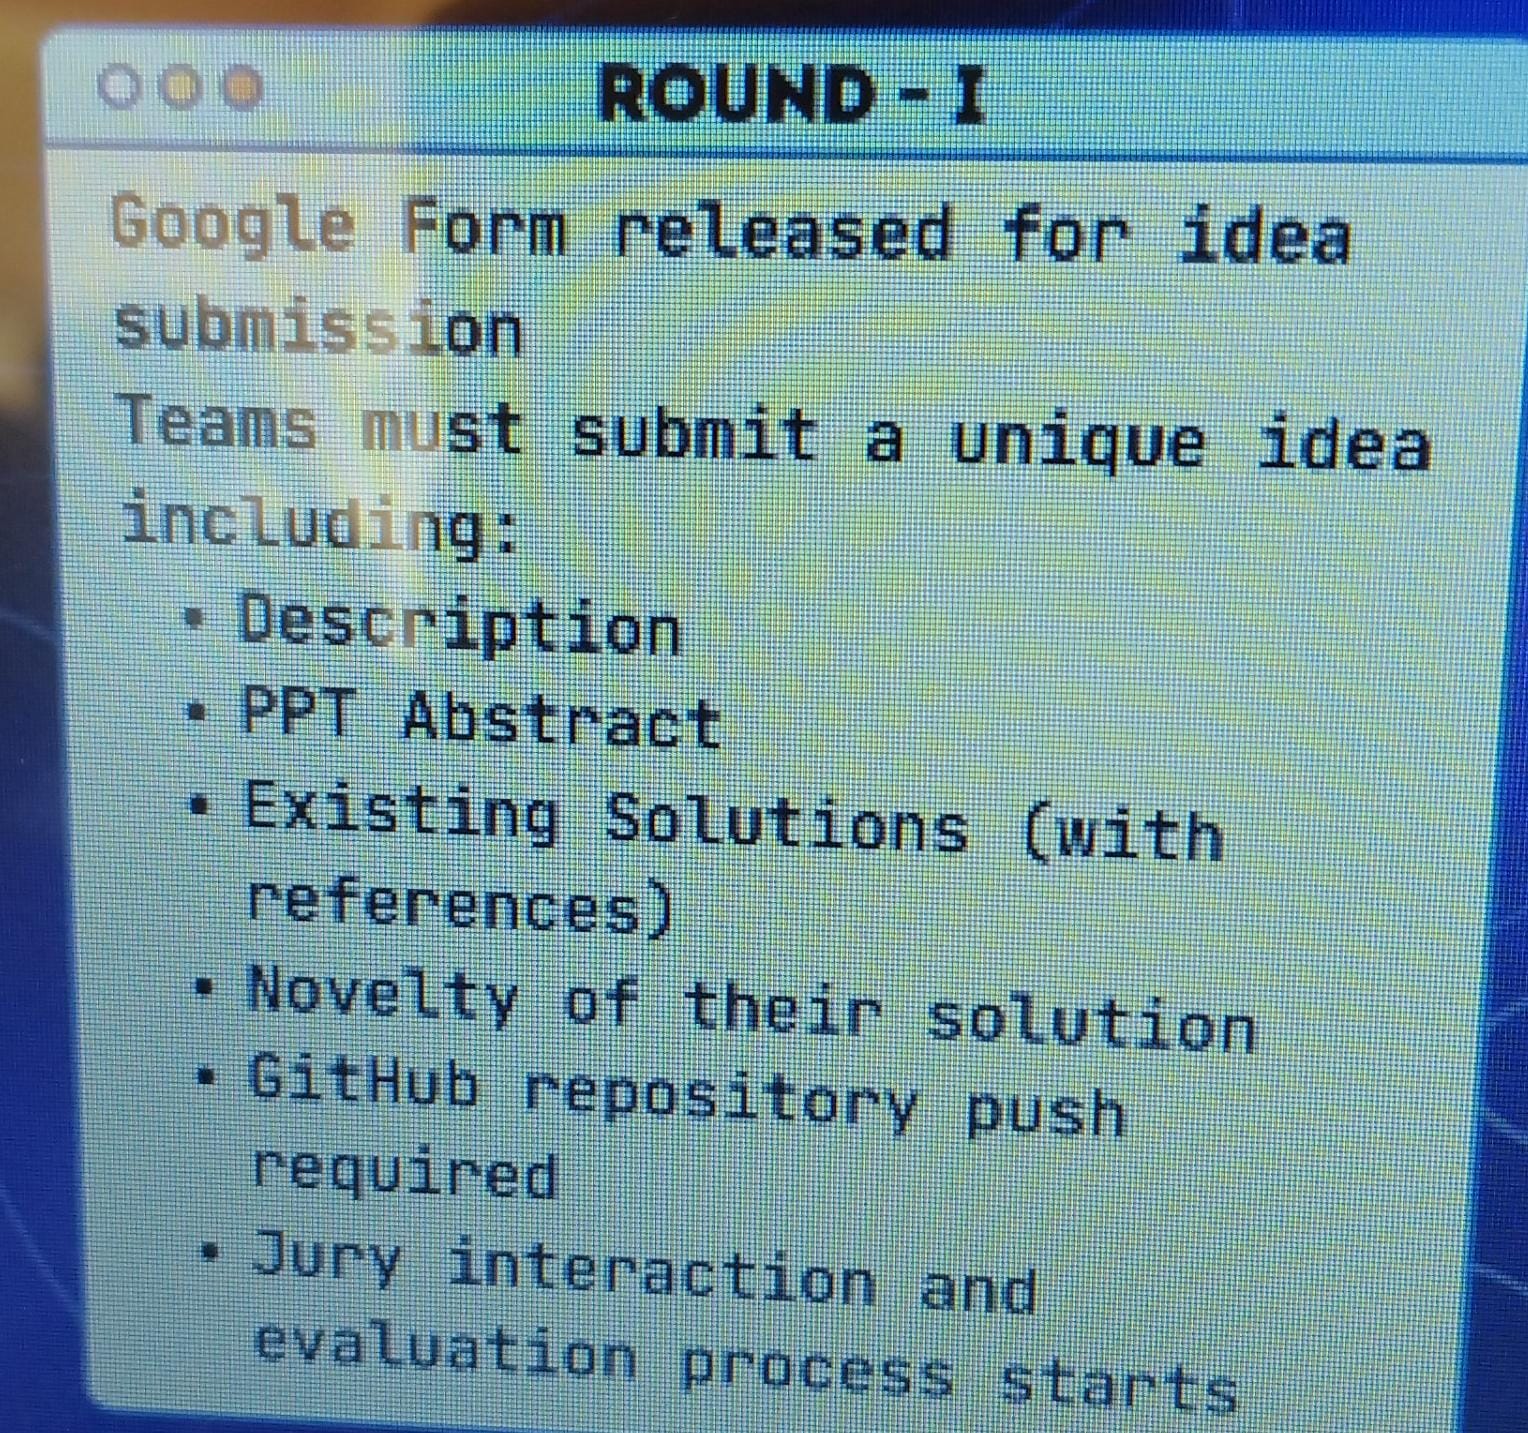 ROUND - I
Google Form released for idea
submission
Teams must submit a unique idea
including:
• Description
• PPT Abstract
• Existing Solutions (with
references)
• Novelty of their solution
• GitHub repository push
required
• Jury interaction and
evaluation process starts